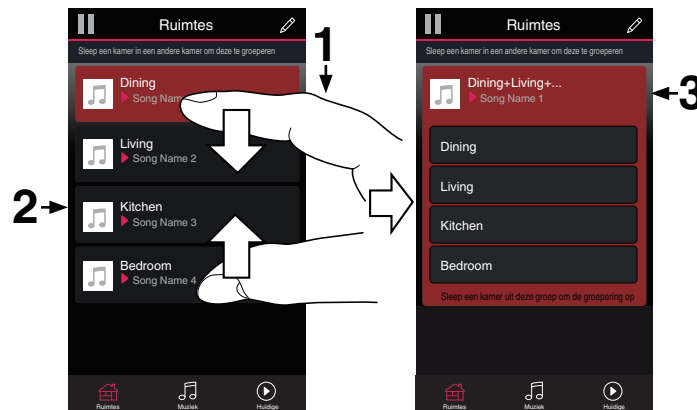 Ruimtes
Sleep een kamer in een andere kamer om deze te groeperen
1
Dining
Song Nam
Living
Song Name 2
2
Kitchen
Song Name 3
Bedroom
Song Name 4
Ruimtes
Muziek
Huidige
Ruimtes
Sleep een kamer in een andere kamer om deze te groeperen
Dining+Living+...
Song Name 1
3
Dining
Living
Kitchen
Bedroom
Sleep een kamer uit deze groep om de groepering op
Ruimtes
Muziek
Huidige